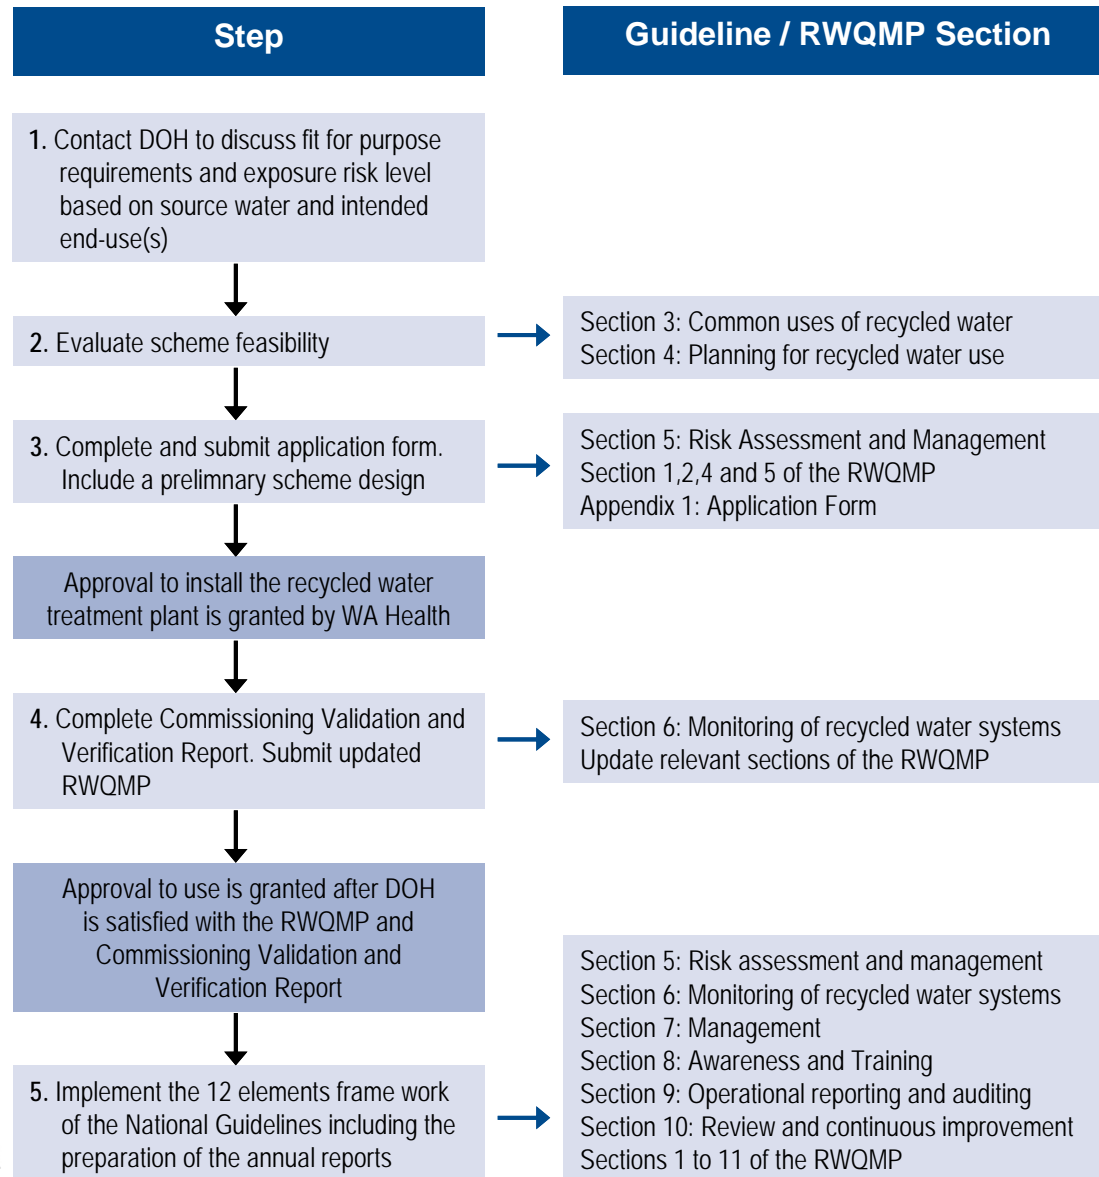 Step
Guideline / RWQMP Section
1. Contact DOH to discuss fit for purpose
requirements and exposure risk level
based on source water and intended
end-use(s)
2. Evaluate scheme feasibility
Section 3: Common uses of recycled water
Section 4: Planning for recycled water use
3. Complete and submit application form.
Include a prelimnary scheme design
Section 5: Risk Assessment and Management
Section 1,2,4 and 5 of the RWQMP
Appendix 1: Application Form
Approval to install the recycled water
treatment plant is granted by WA Health
4. Complete Commissioning Validation and
Verification Report. Submit updated
RWQMP
Section 6: Monitoring of recycled water systems
Update relevant sections of the RWQMP
Approval to use is granted after DOH
is satisfied with the RWQMP and
Commissioning Validation and
Verification Report
5. Implement the 12 elements frame work
of the National Guidelines including the
preparation of the annual reports
Section 5: Risk assessment and management
Section 6: Monitoring of recycled water systems
Section 7: Management
Section 8: Awareness and Training
Section 9: Operational reporting and auditing
Section 10: Review and continuous improvement
Sections 1 to 11 of the RWQMP